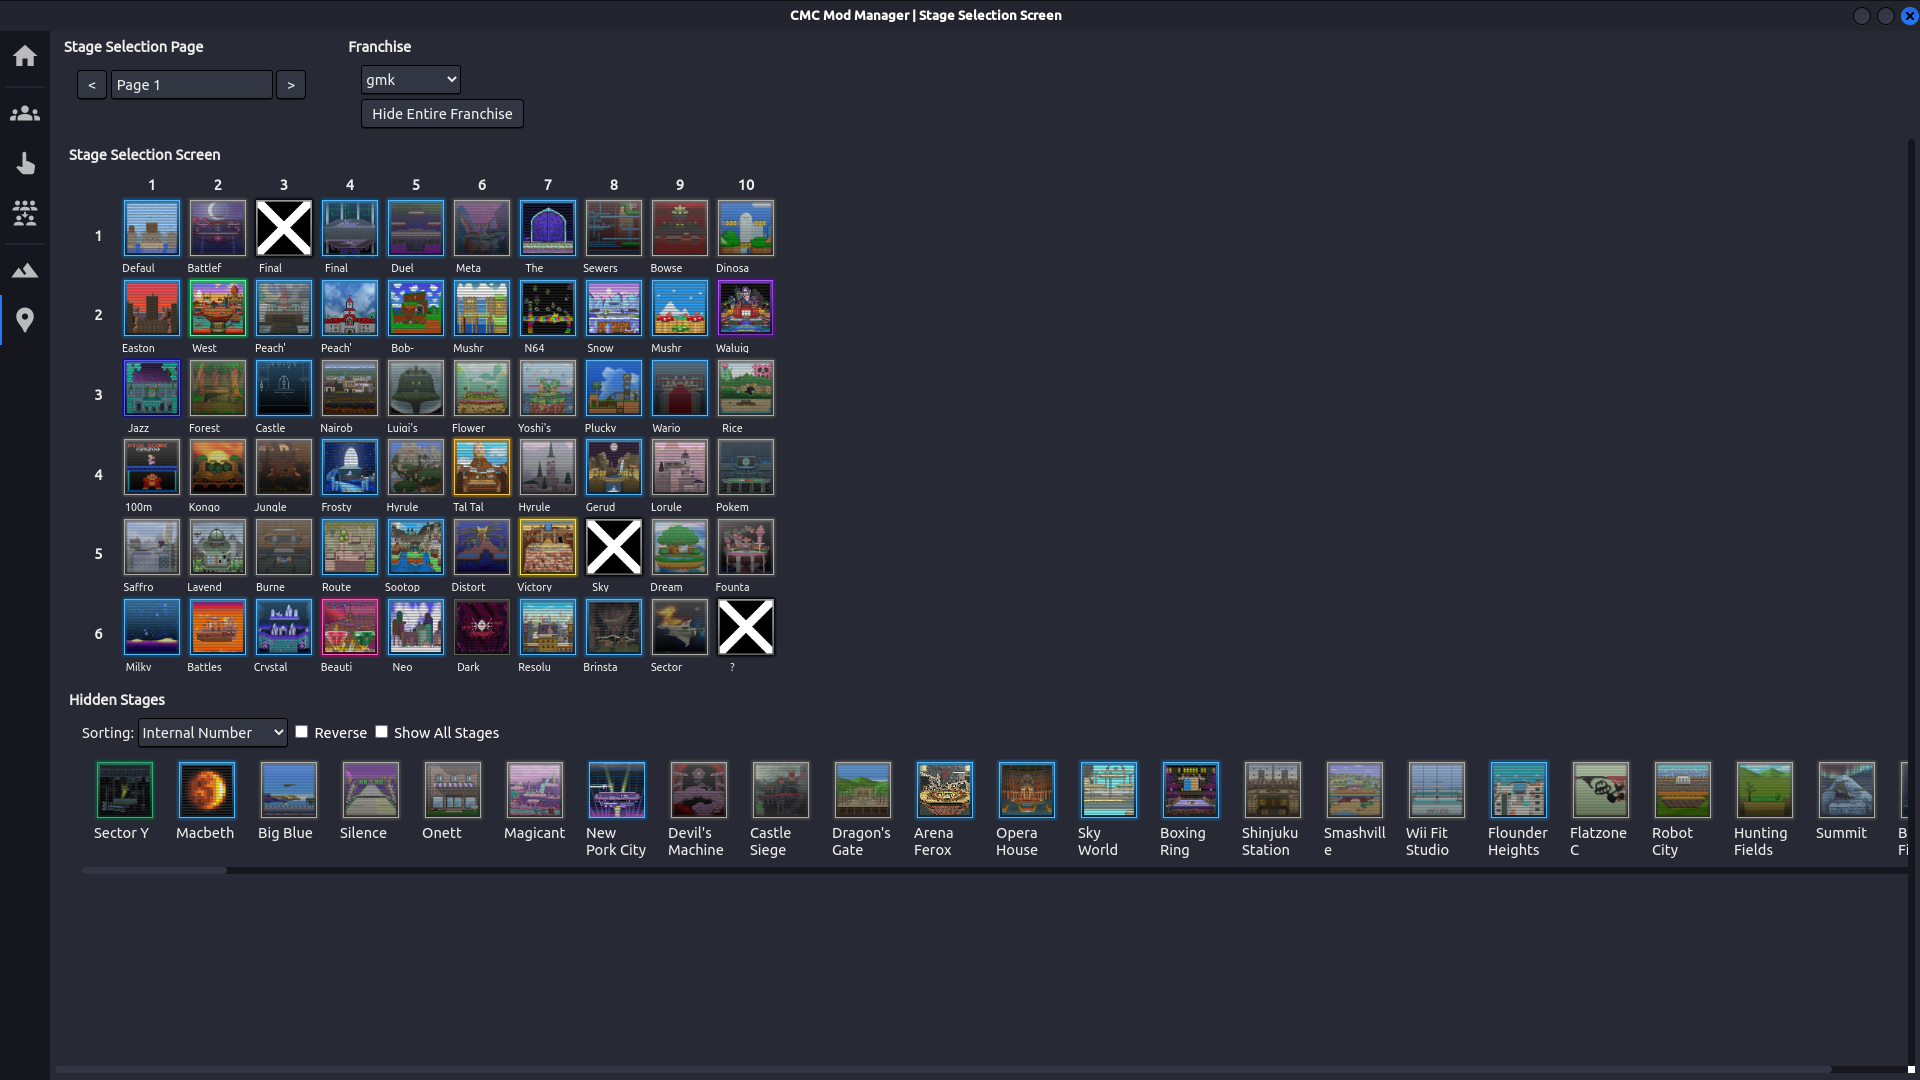 CMC Mod Manager | Stage Selection Screen
Stage Selection Page
Franchise
< Page 1 >
gmk
Hide Entire Franchise
Stage Selection Screen
1 2 3 4 5 6 7 8 9 10
1
Defaul Battlef Final Final Duel Meta The Sewers Bowse Dinosa
2
Easton West Peach' Peach' Bob- Mushr N64 Snow Mushr Waluig
3
Jazz Forest Castle Nairob Luigi's Flower Yoshi's Plucky Wario Rice
4
100m Kongo Jungle Frosty Hyrule Tal Tal Hyrule Gerud Lorule Pokem
5
Saffro Lavend Burne Route Sootop Distort Victory Sky Dream Founta
6
Milky Battles Crystal Beauti Neo Dark Resolu Brinsta Sector ?
Hidden Stages
Sorting: Internal Number Reverse Show All Stages
Sector Y Macbeth Big Blue Silence Onett Magicant New Devil's Castle Dragon's Arena Opera Sky Boxing Shinjuku Smashvill Wii Fit Flounder Flatzone Robot Hunting Summit B
Pork City Machine Siege Gate Ferox House World Ring Station e Studio Heights C City Fields Fi